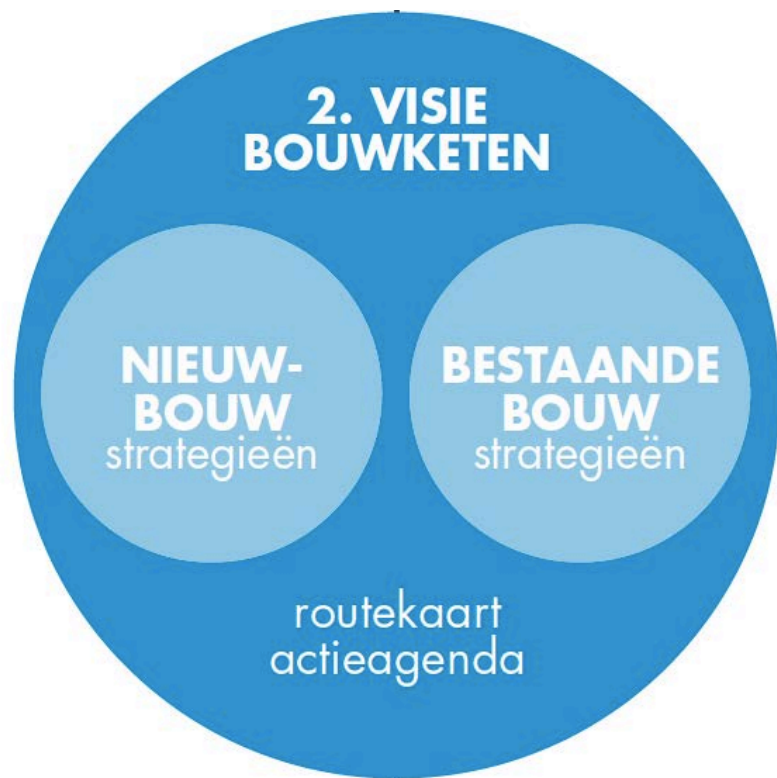 2. VISIE
BOUWKETEN
NIEUW-
BOUW
strategieën
BESTAANDE
BOUW
strategieën
routekaart
actieagenda